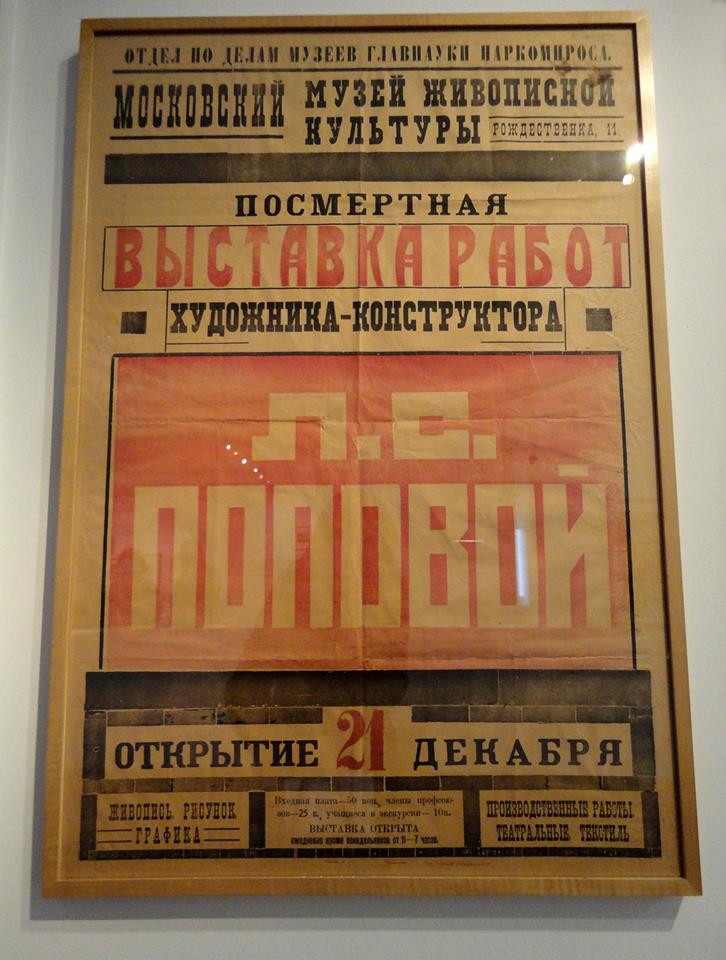 ОТДЕЛ ПО ДЕЛАМ МУЗЕЕВ ГЛАВНАУКИ НАРКОМПРОСА.
МОСКОВСКИЙ
МУЗЕЙ ЖИВОПИСНОЙ
КУЛЬТУРЫ
РОЖДЕСТВЕНКА, 11.
ПОСМЕРТНАЯ
ВЫСТАВКА РАБОТ
ХУДОЖНИКА-КОНСТРУКТОРА
Л.С.
ПОПОВОЙ
ОТКРЫТИЕ 21 ДЕКАБРЯ
ЖИВОПИСЬ. РИСУНОК.
ГРАФИКА
Входная плата—50 коп., члены профсою-
зов—25 к., учащиеся и экскурсии—10 к.
ВЫСТАВКА ОТКРЫТА
ежедневно кроме понедельников от 11—7 часов.
ПРОИЗВОДСТВЕННЫЕ РАБОТЫ.
ТЕАТРАЛЬНЫЕ. ТЕКСТИЛЬ